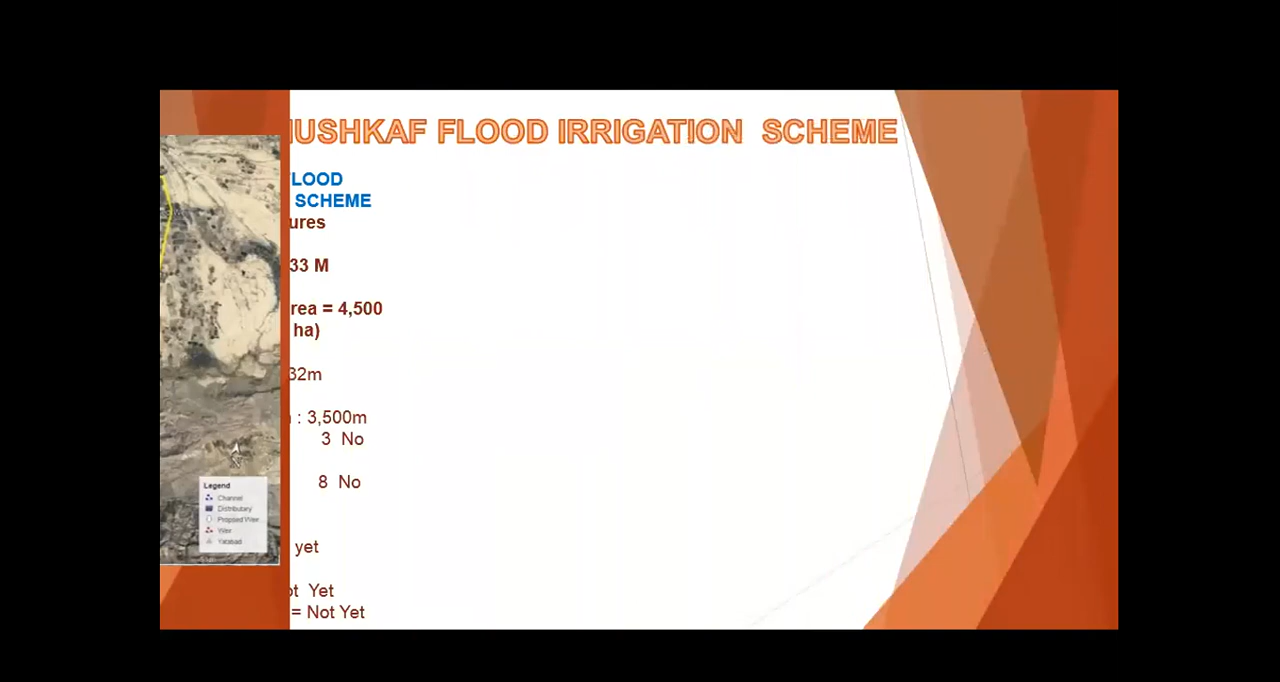 USHKAF FLOOD IRRIGATION SCHEME
LOOD
SCHEME
ures
33 M
rea = 4,500
ha)
32m
: 3,500m
3 No
8 No
yet
ot Yet
= Not Yet
Legend
Channel
Distributary
Proposed Weir
Weir